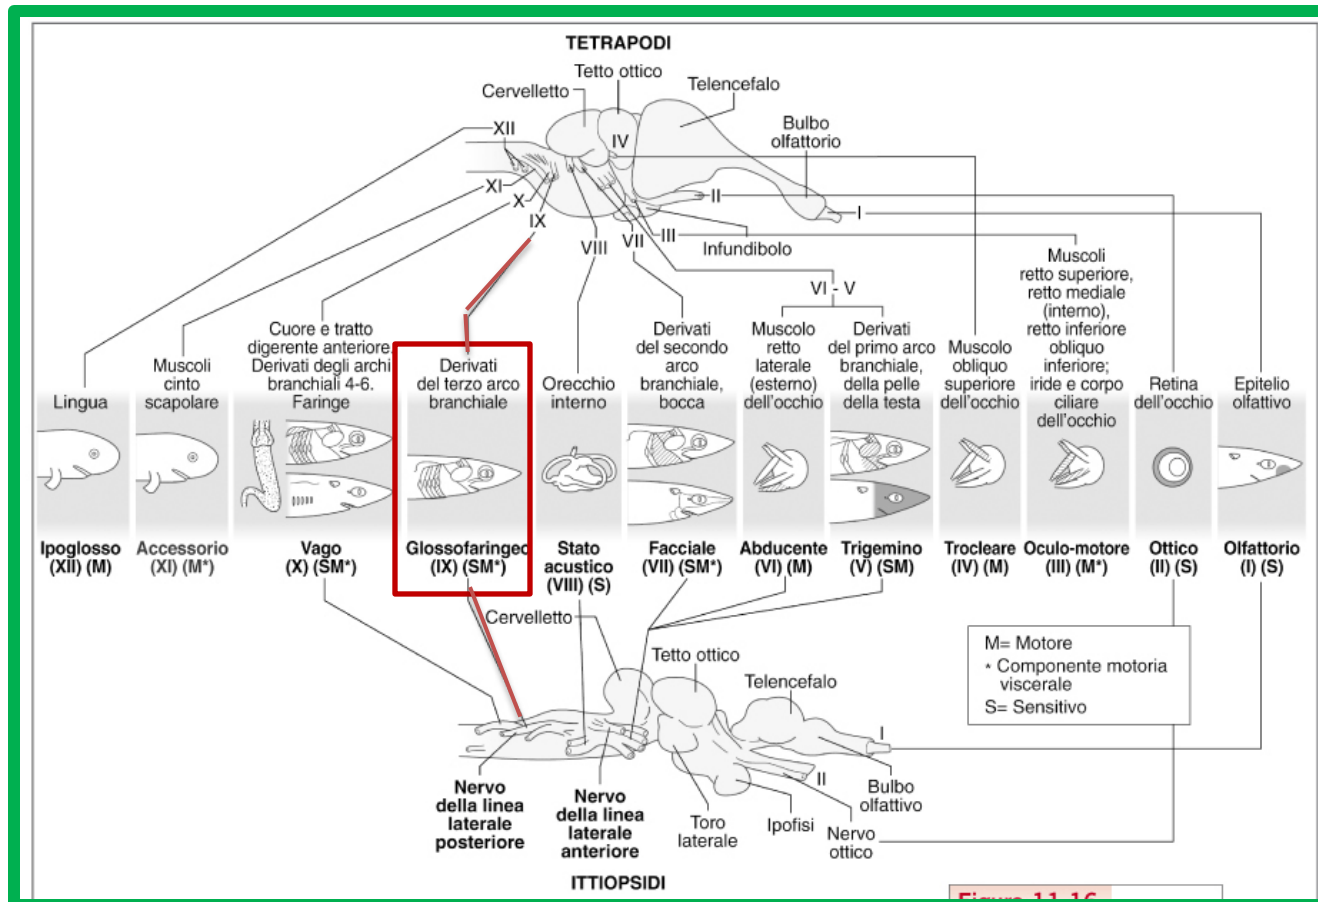 TETRAPODI
Tetto ottico
Cervelletto
Telencefalo
Bulbo
olfattorio
XII
IV
XI
X
IX
VIII
VII
III
II
I
Infundibolo
VI - V
Lingua
Muscoli
cinto
scapolare
Cuore e tratto
digerente anteriore.
Derivati degli archi
branchiali 4-6.
Faringe
Derivati
del terzo arco
branchiale
Orecchio
interno
Derivati
del secondo
arco
branchiale,
bocca
Muscolo
retto
laterale
(esterno)
dell'occhio
Derivati
del primo arco
branchiale,
della pelle
della testa
Muscolo
obliquo
superiore
dell'occhio
Muscoli
retto superiore,
retto mediale
(interno),
retto inferiore
obliquo
inferiore;
iride e corpo
ciliare
dell'occhio
Retina
dell'occhio
Epitelio
olfattivo
Ipoglosso
(XII) (M)
Accessorio
(XI) (M*)
Vago
(X) (SM*)
Glossofaringeo
(IX) (SM*)
Stato
acustico
(VIII) (S)
Facciale
(VII) (SM*)
Abducente
(VI) (M)
Trigemino
(V) (SM)
Trocleare
(IV) (M)
Oculo-motore
(III) (M*)
Ottico
(II) (S)
Olfattorio
(I) (S)
Cervelletto
Tetto ottico
Telencefalo
I
II
Bulbo
olfattivo
Nervo
ottico
Ipofisi
Toro
laterale
Nervo
della linea
laterale
anteriore
Nervo
della linea
laterale
posteriore
M= Motore
* Componente motoria
viscerale
S= Sensitivo
ITTIOPSIDI
Figura 11-16